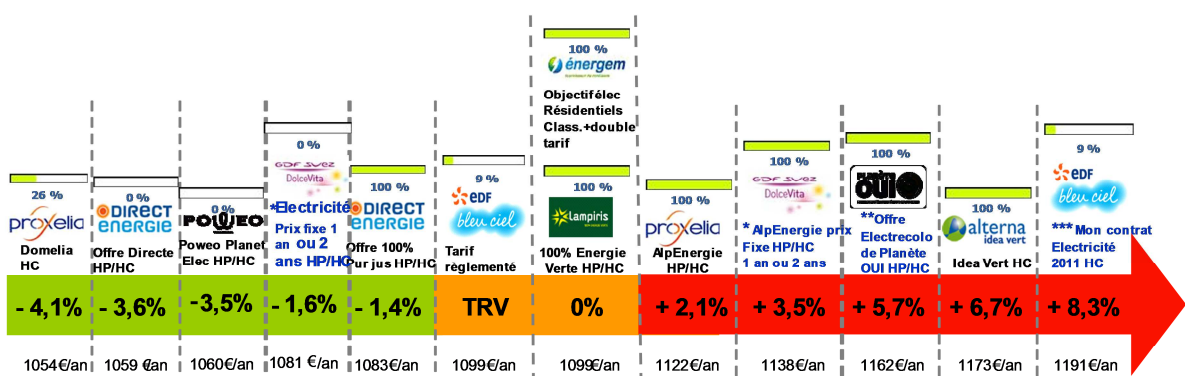 26 %
proxelia
Domelia
HC
- 4,1%
1054€/an
0 %
DIRECT
ENERGIE
Offre Directe
HP/HC
- 3,6%
1059 €/an
0 %
POWEO
Poweo Planet
Elec HP/HC
-3,5%
1060€/an
0 %
GDF SUEZ
DolceVita
*Electricité
Prix fixe 1
an ou 2
ans HP/HC
- 1,6%
1081 €/an
100 %
DIRECT
ENERGIE
Offre 100%
Pur jus HP/HC
- 1,4%
1083€/an
9 %
eDF
bleu ciel
Tarif
règlementé
TRV
1099€/an
100 %
énergem
Objectif élec
Résidentiels
Class.+double
tarif
100 %
Lampiris
100% Energie
Verte HP/HC
0%
1099€/an
100 %
proxelia
AlpEnergie
HP/HC
+ 2,1%
1122€/an
100 %
GDF SUEZ
DolceVita
* AlpEnergie prix
Fixe HP/HC
1 an ou 2 ans
+ 3,5%
1138€/an
100 %
PLANÈTE
OUI
**Offre
Electrecolo
de Planète
OUI HP/HC
+ 5,7%
1162€/an
100 %
alterna
idea vert
Idea Vert HC
+ 6,7%
1173€/an
9 %
eDF
bleu ciel
*** Mon contrat
Electricité
2011 HC
+ 8,3%
1191€/an